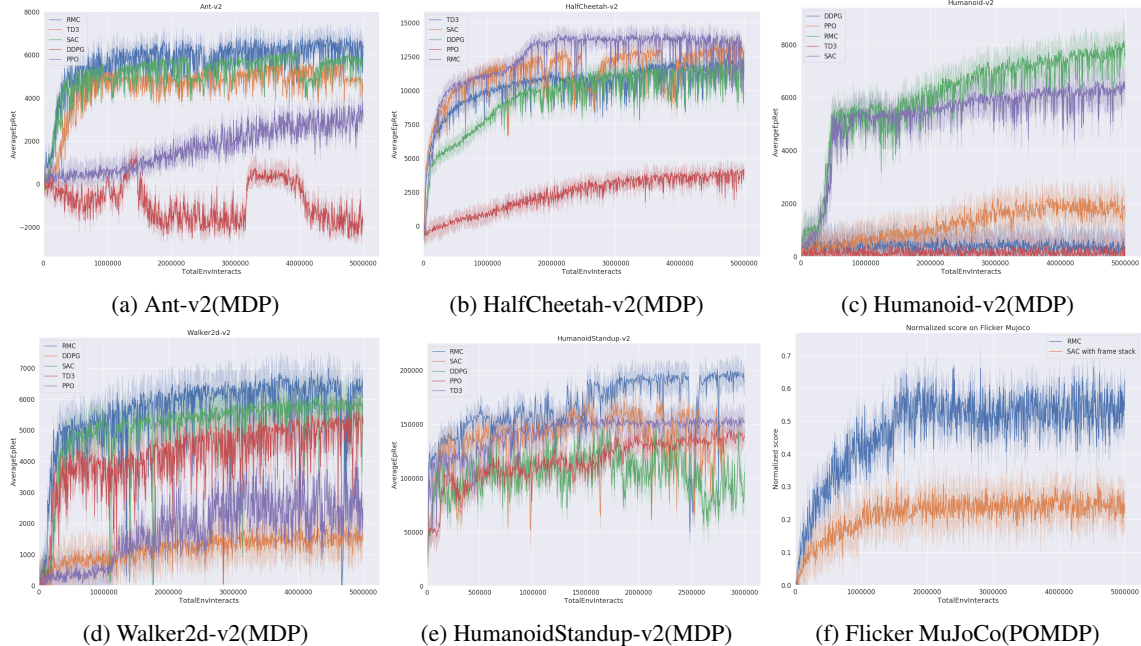 Ant-v2
8000
6000
4000
2000
0
−2000
AverageEpRet
RMC
TD3
SAC
DDPG
PPO
0 1000000 2000000 3000000 4000000 5000000
TotalEnvInteracts
(a) Ant-v2(MDP)
HalfCheetah-v2
15000
12500
10000
7500
5000
2500
0
AverageEpRet
TD3
SAC
DDPG
PPO
RMC
0 1000000 2000000 3000000 4000000 5000000
TotalEnvInteracts
(b) HalfCheetah-v2(MDP)
Humanoid-v2
8000
6000
4000
2000
0
AverageEpRet
DDPG
PPO
RMC
TD3
SAC
0 1000000 2000000 3000000 4000000 5000000
TotalEnvInteracts
(c) Humanoid-v2(MDP)
Walker2d-v2
7000
6000
5000
4000
3000
2000
1000
0
AverageEpRet
RMC
DDPG
SAC
TD3
PPO
0 1000000 2000000 3000000 4000000 5000000
TotalEnvInteracts
(d) Walker2d-v2(MDP)
HumanoidStandup-v2
200000
150000
100000
50000
0
AverageEpRet
RMC
SAC
DDPG
PPO
TD3
0 1000000 2000000 3000000 4000000 5000000
TotalEnvInteracts
(e) HumanoidStandup-v2(MDP)
Normalized score on Flicker Mujoco
0.7
0.6
0.5
0.4
0.3
0.2
0.1
0.0
Normalized score
RMC
SAC with frame stack
0 1000000 2000000 3000000 4000000 5000000
TotalEnvInteracts
(f) Flicker MuJoCo(POMDP)